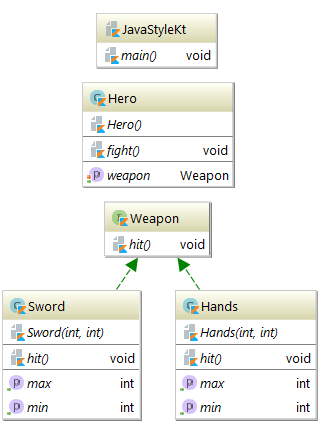 JavaStyleKt
main() void
Hero
Hero()
fight() void
weapon Weapon
Weapon
hit() void
Sword
Sword(int, int)
hit() void
max int
min int
Hands
Hands(int, int)
hit() void
max int
min int